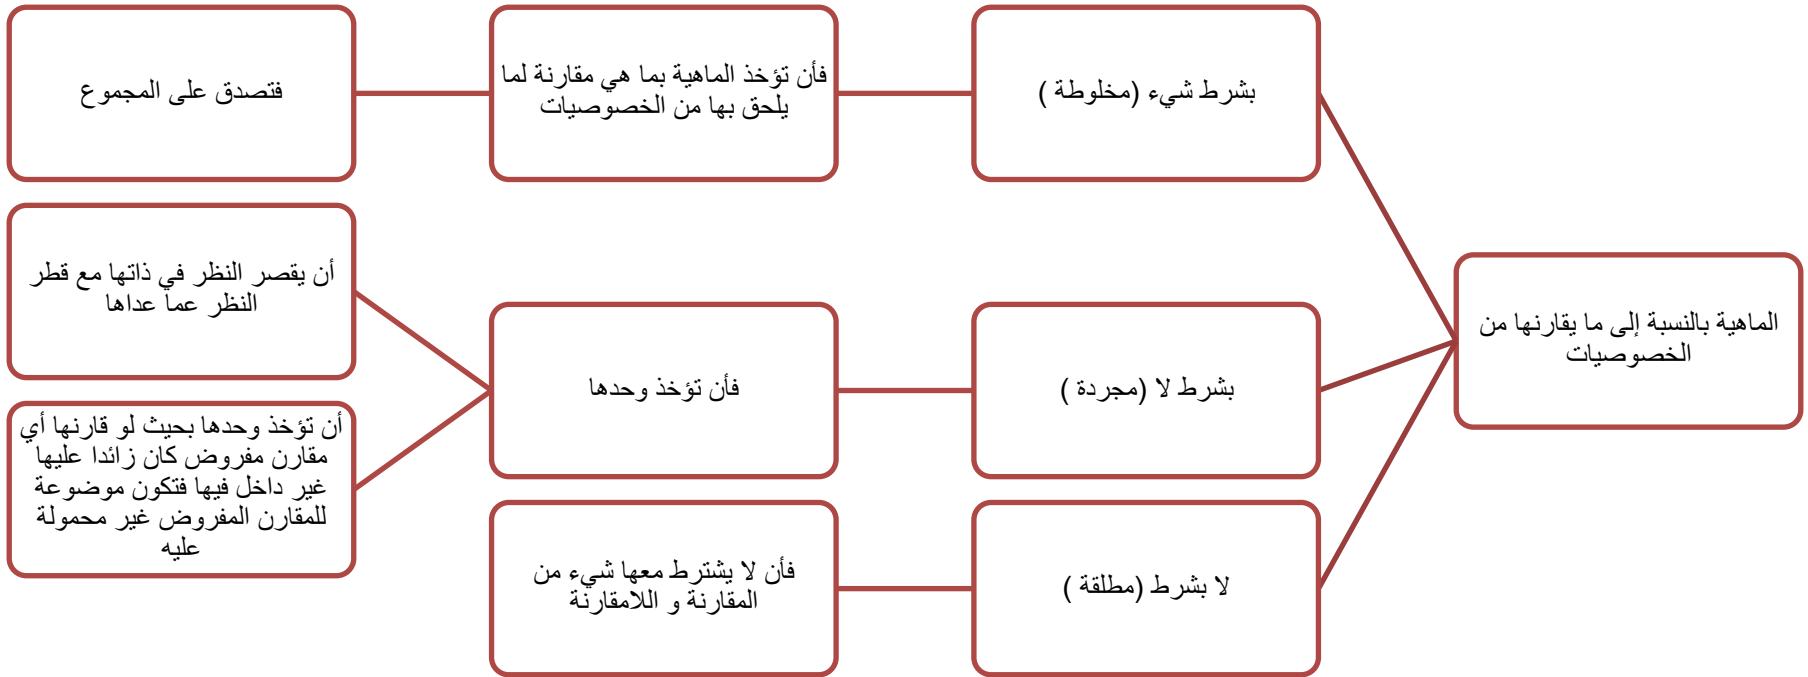 الماهية بالنسبة إلى ما يقارنها من
الخصوصيات
بشرط شيء (مخلوطة )
فأن تؤخذ الماهية بما هي مقارنة لما
يلحق بها من الخصوصيات
فتصدق على المجموع
بشرط لا (مجردة )
فأن تؤخذ وحدها
أن يقصر النظر في ذاتها مع قطر
النظر عما عداها
أن تؤخذ وحدها بحيث لو قارنها أي
مقارن مفروض كان زائدا عليها
غير داخل فيها فتكون موضوعة
للمقارن المفروض غير محمولة
عليه
لا بشرط (مطلقة )
فأن لا يشترط معها شيء من
المقارنة و اللامقارنة